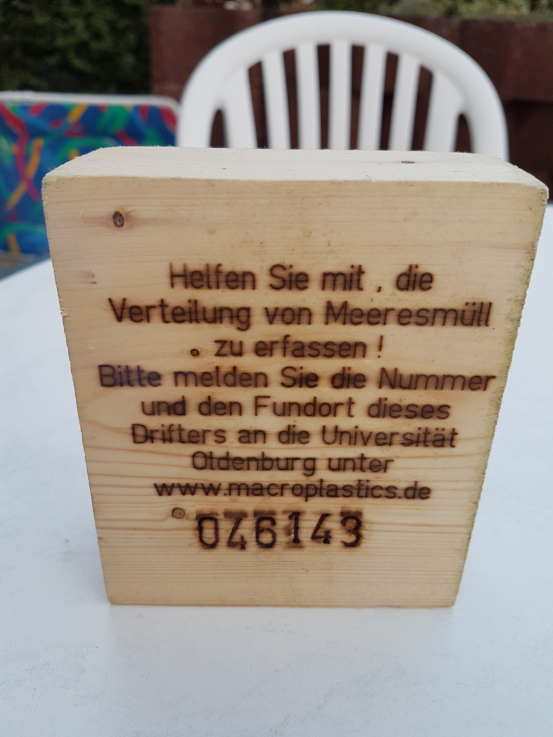 Helfen Sie mit , die
Verteilung von Meeresmüll
zu erfassen !
Bitte melden Sie die Nummer
und den Fundort dieses
Drifters an die Universität
Oldenburg unter
www.macroplastics.de
046143